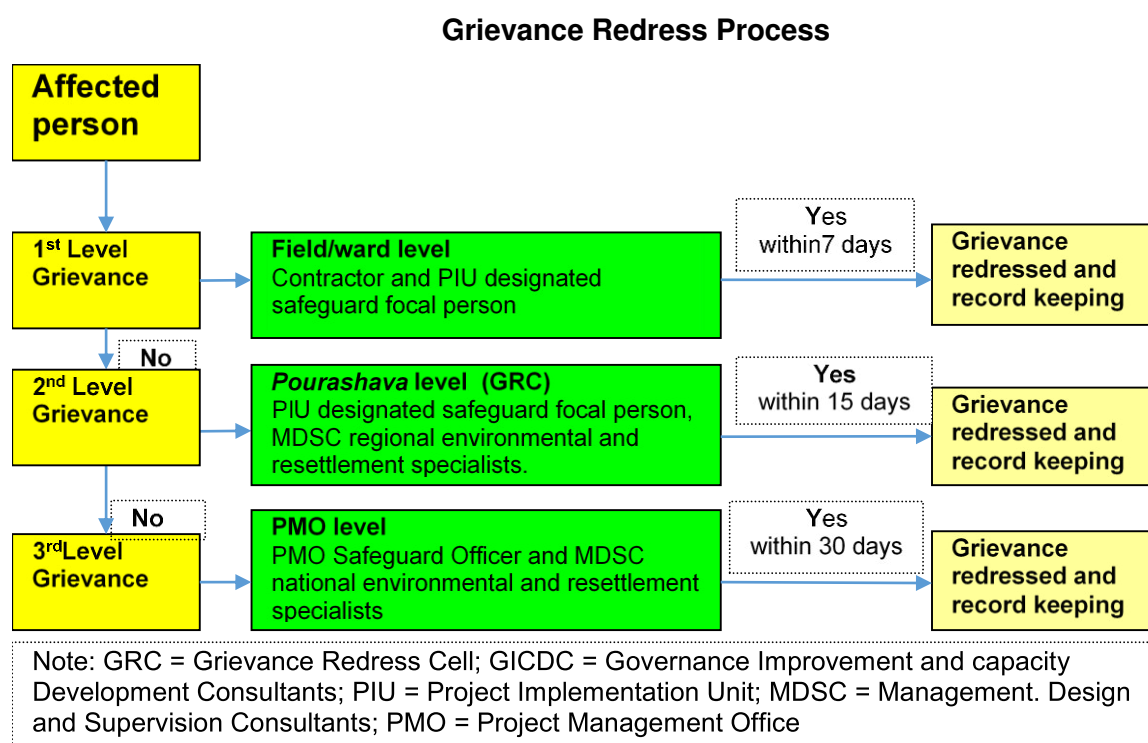 Grievance Redress Process
Affected
person
1st Level
Grievance
Field/ward level
Contractor and PIU designated
safeguard focal person
Yes
within7 days
Grievance
redressed and
record keeping
No
2nd Level
Grievance
Pourashava level (GRC)
PIU designated safeguard focal person,
MDSC regional environmental and
resettlement specialists.
Yes
within 15 days
Grievance
redressed and
record keeping
No
3rdLevel
Grievance
PMO level
PMO Safeguard Officer and MDSC
national environmental and resettlement
specialists
Yes
within 30 days
Grievance
redressed and
record keeping
Note: GRC = Grievance Redress Cell; GICDC = Governance Improvement and capacity
Development Consultants; PIU = Project Implementation Unit; MDSC = Management. Design
and Supervision Consultants; PMO = Project Management Office